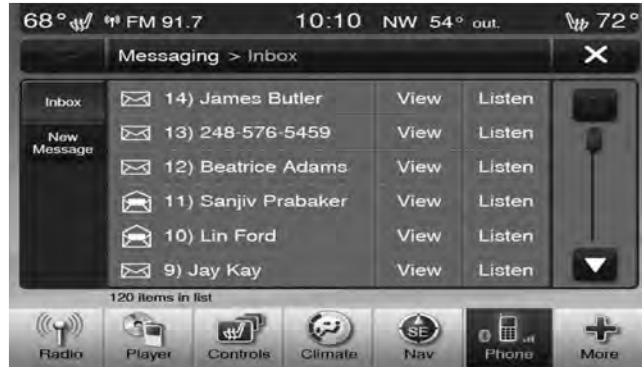 68° FM 91.7 10:10 NW 54° out. 72°
Messaging > Inbox
Inbox
New
Message
14) James Butler View Listen
13) 248-576-5459 View Listen
12) Beatrice Adams View Listen
11) Sanjiv Prabaker View Listen
10) Lin Ford View Listen
9) Jay Kay View Listen
120 items in list
SE
Radio Player Controls Climate Nav Phone More